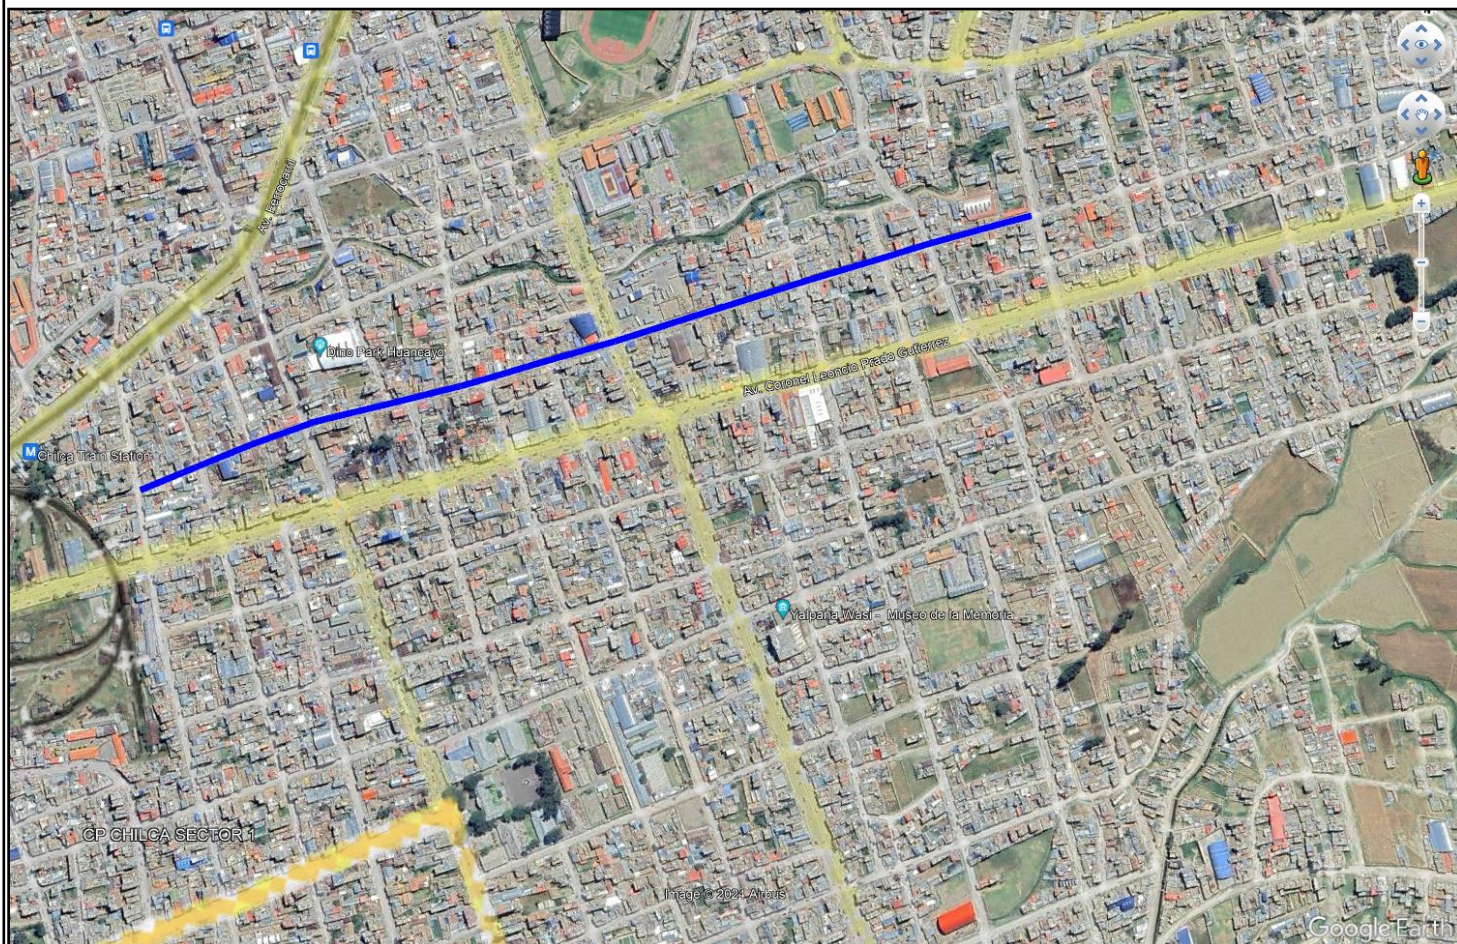 Av. Ferrocarril
Dino Park Huancayo
Av. Coronel Leoncio Prado Gutierrez
Chilca Train Station
M
Yalpana Wasi - Museo de la Memoria
CP CHILCA SECTOR 1
Image © 2021 Airbus
Google Earth